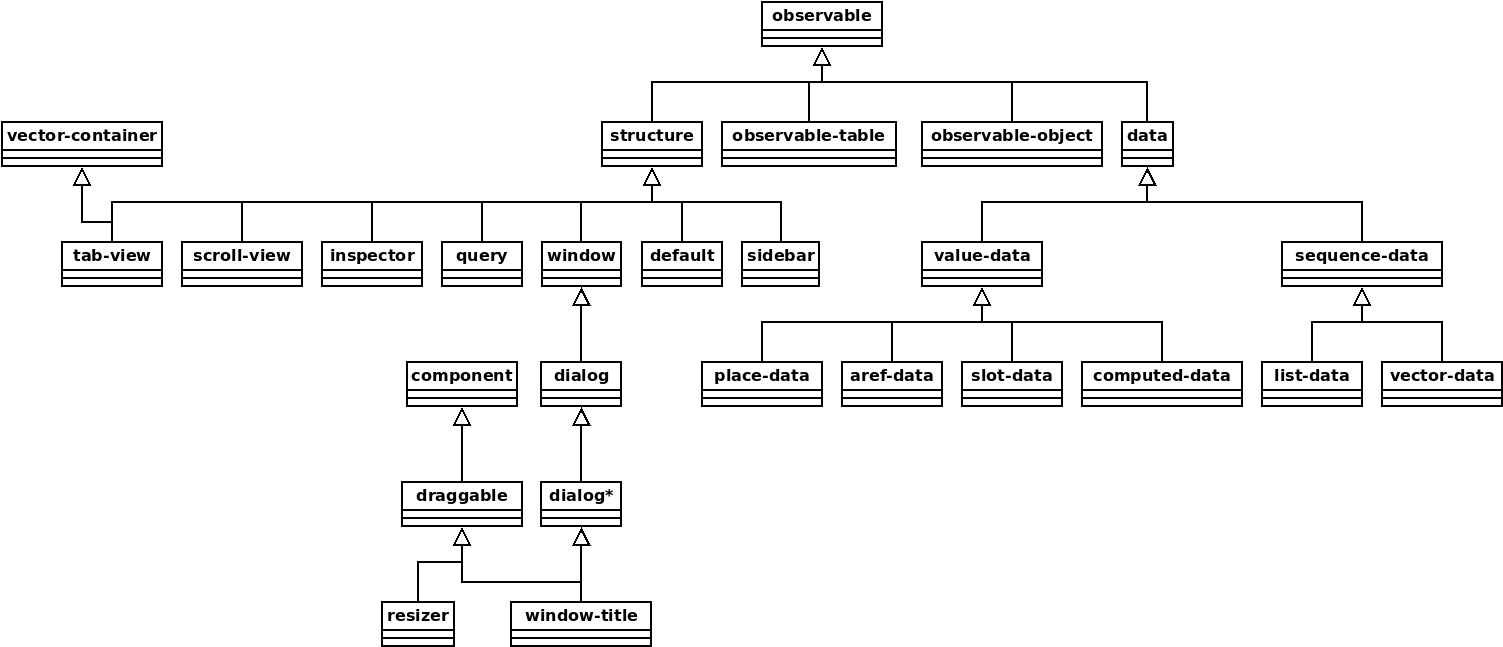 observable
vector-container
structure
observable-table
observable-object
data
tab-view
scroll-view
inspector
query
window
default
sidebar
value-data
sequence-data
component
dialog
place-data
aref-data
slot-data
computed-data
list-data
vector-data
draggable
dialog*
resizer
window-title